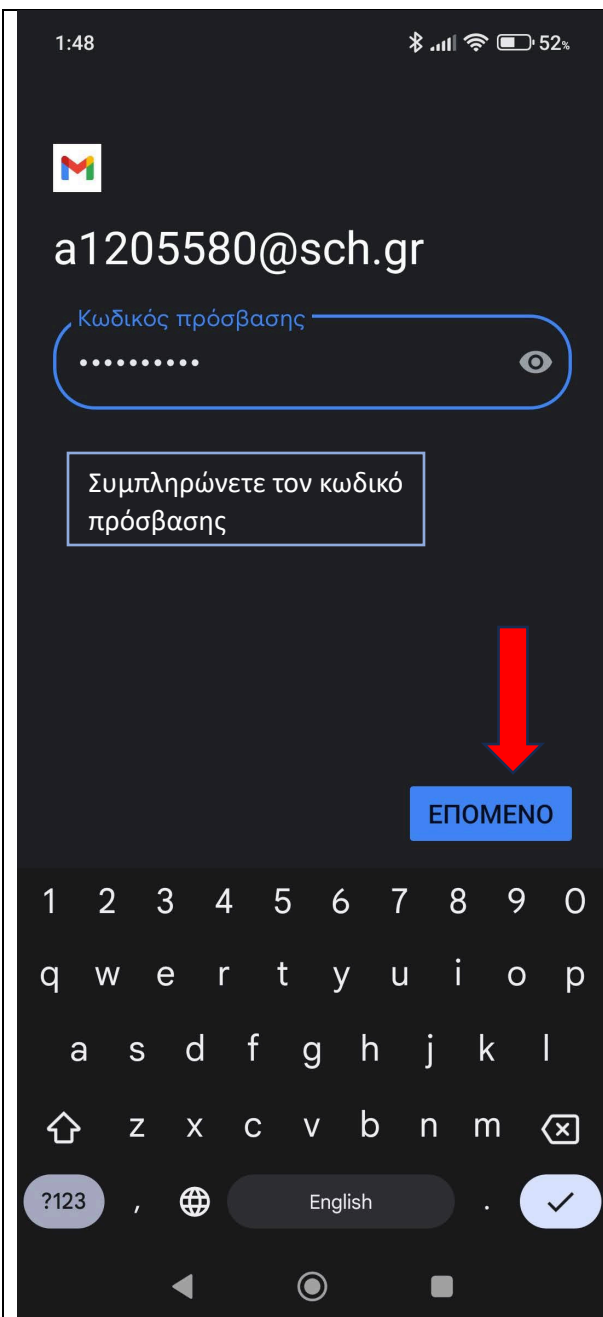 1:48
52%
a1205580@sch.gr
Κωδικός πρόσβασης
••••••••••
Συμπληρώνετε τον κωδικό
πρόσβασης
ΕΠΟΜΕΝΟ
1 2 3 4 5 6 7 8 9 0
q w e r t y u i o p
a s d f g h j k l
z x c v b n m
?123 , English .